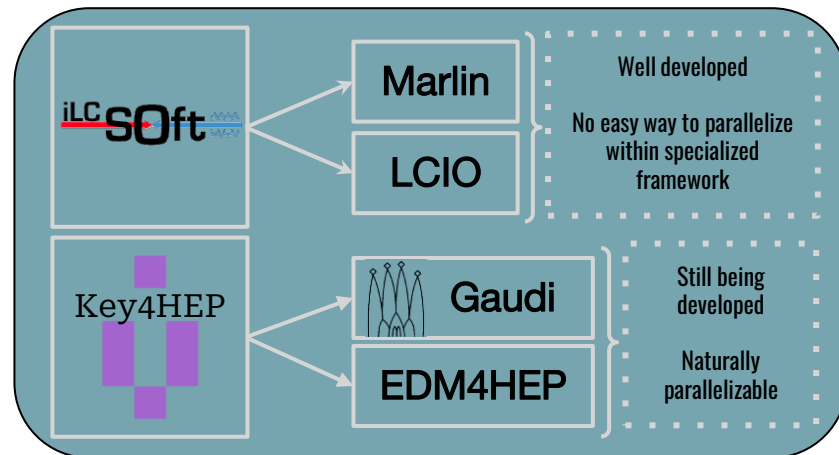 iLC SOft
Marlin
LCIO
Well developed
No easy way to parallelize
within specialized
framework
Key4HEP
Gaudi
EDM4HEP
Still being
developed
Naturally
parallelizable